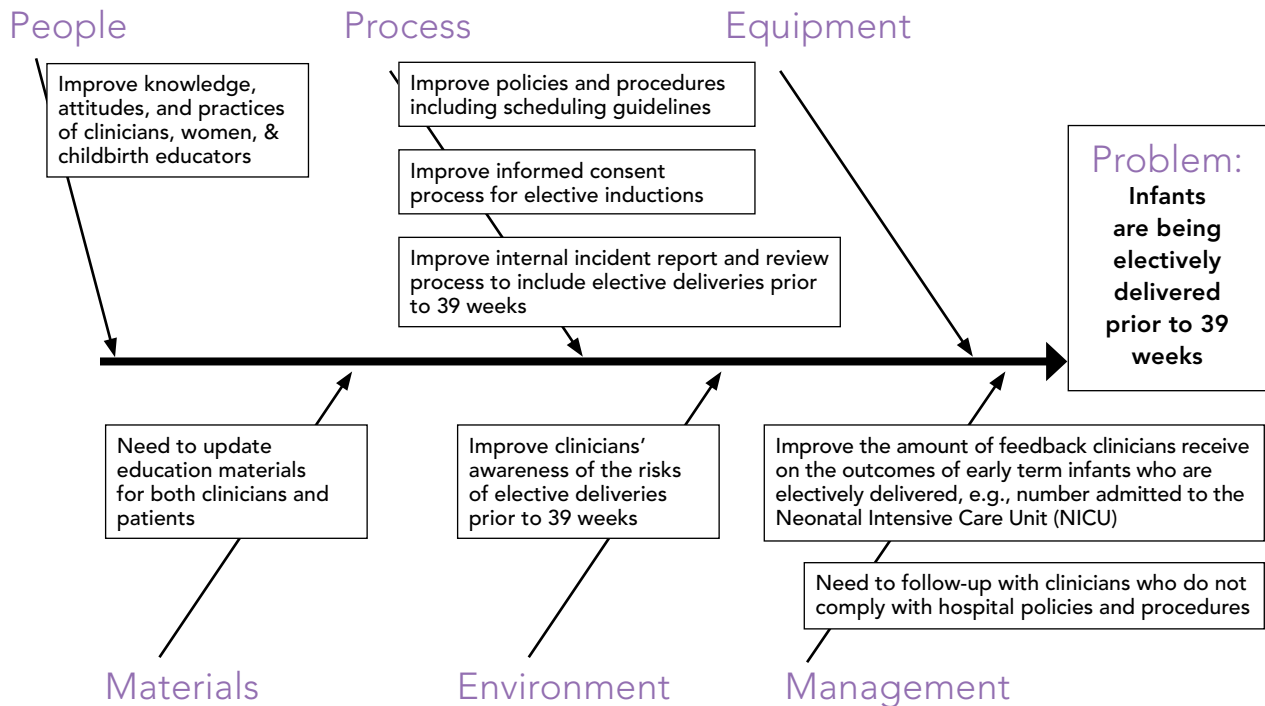 People
Process
Equipment
Improve knowledge,
attitudes, and practices
of clinicians, women, &
childbirth educators
Improve policies and procedures
including scheduling guidelines
Improve informed consent
process for elective inductions
Improve internal incident report and review
process to include elective deliveries prior
to 39 weeks
Problem:
Infants
are being
electively
delivered
prior to 39
weeks
Need to update
education materials
for both clinicians and
patients
Improve clinicians’
awareness of the risks
of elective deliveries
prior to 39 weeks
Improve the amount of feedback clinicians receive
on the outcomes of early term infants who are
electively delivered, e.g., number admitted to the
Neonatal Intensive Care Unit (NICU)
Need to follow-up with clinicians who do not
comply with hospital policies and procedures
Materials
Environment
Management